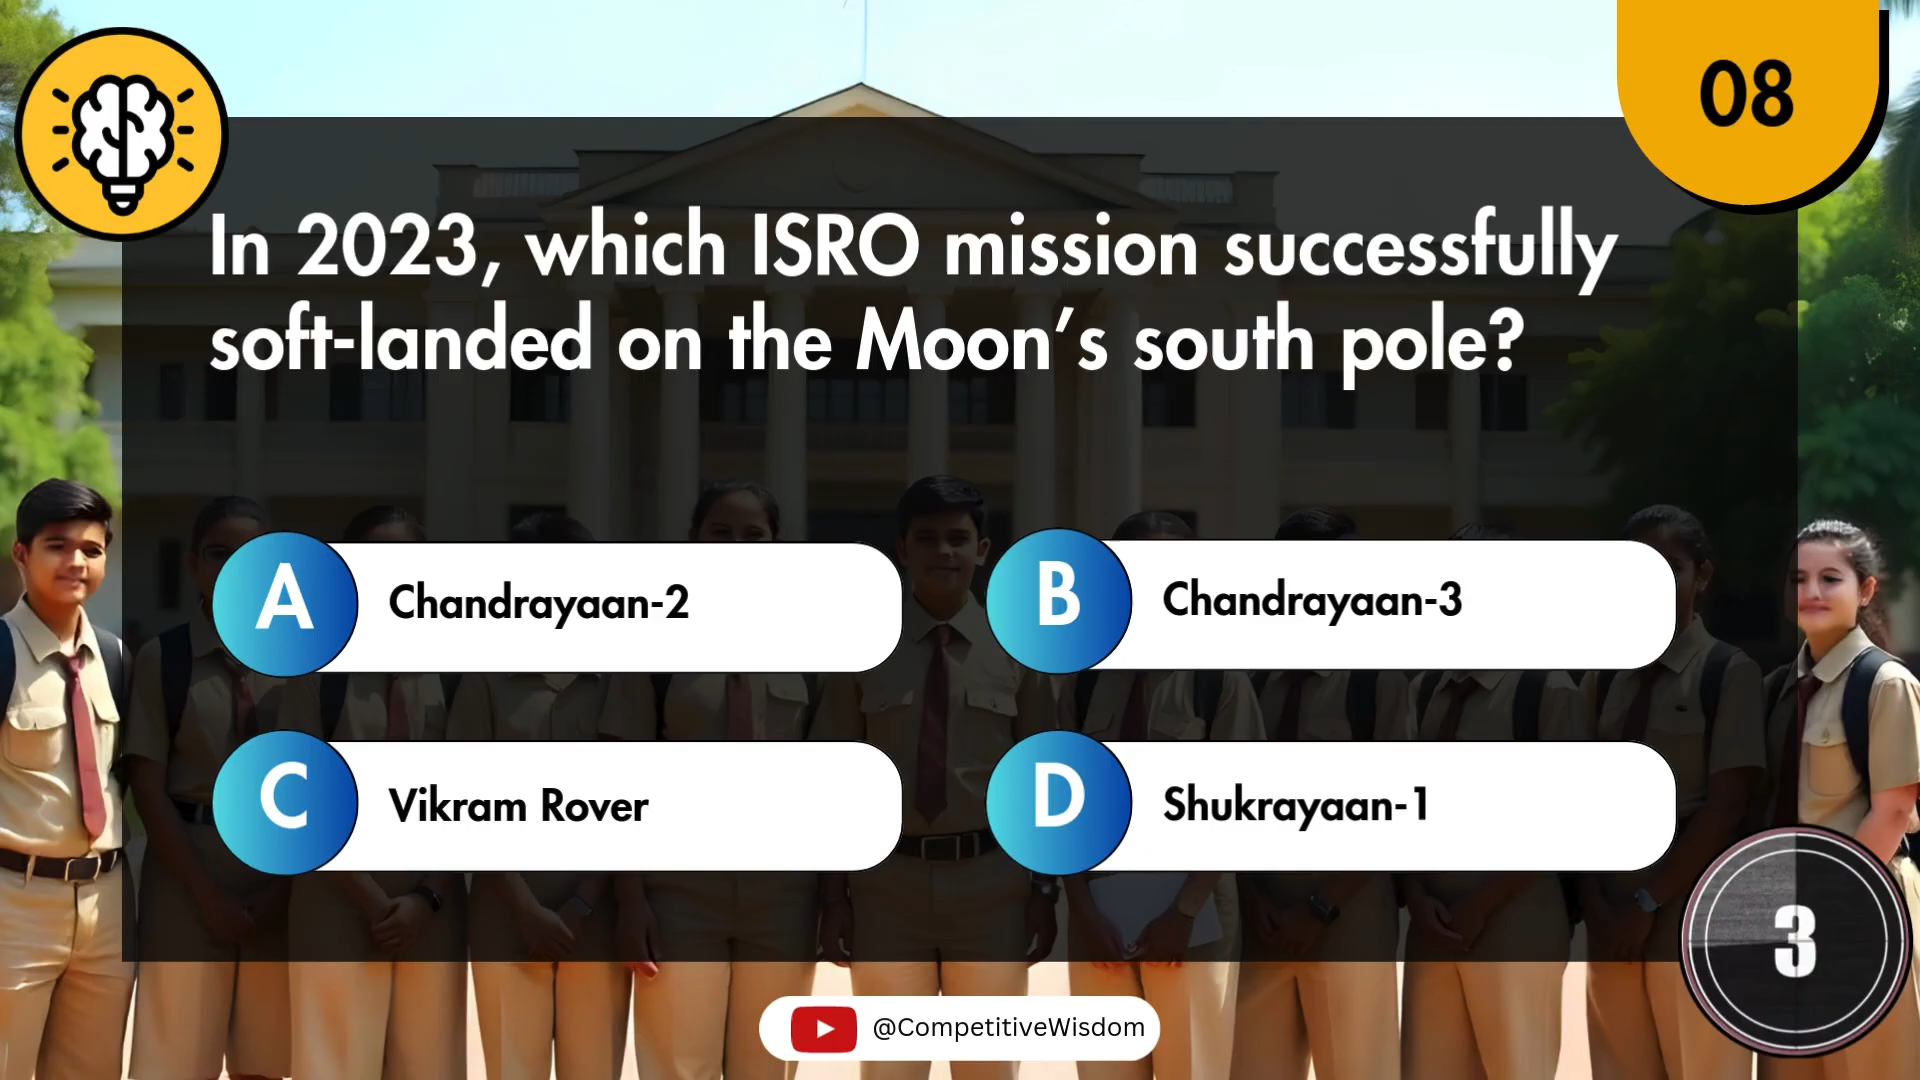 08
In 2023, which ISRO mission successfully
soft-landed on the Moon’s south pole?
A Chandrayaan-2
B Chandrayaan-3
C Vikram Rover
D Shukrayaan-1
3
@CompetitiveWisdom